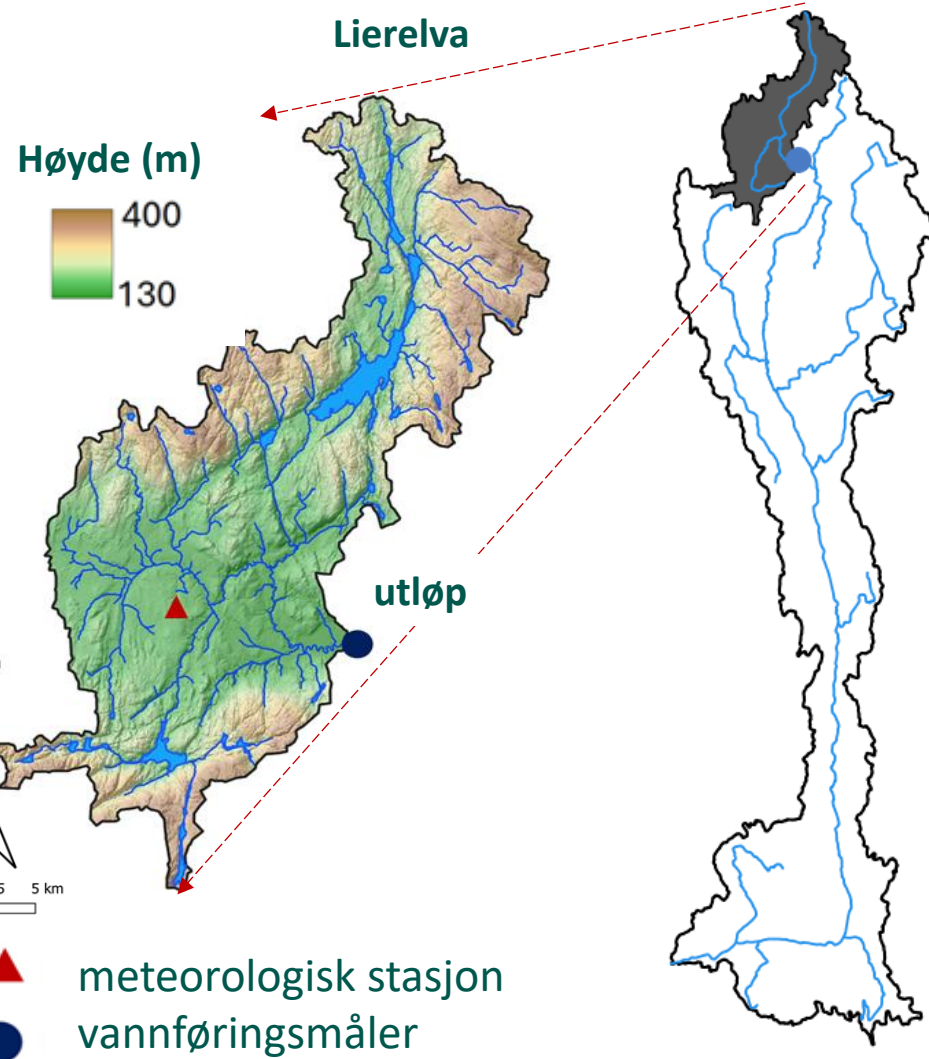 Lierelva
Høyde (m)
400
130
utløp
5 5 km
meteorologisk stasjon
vannføringsmåler